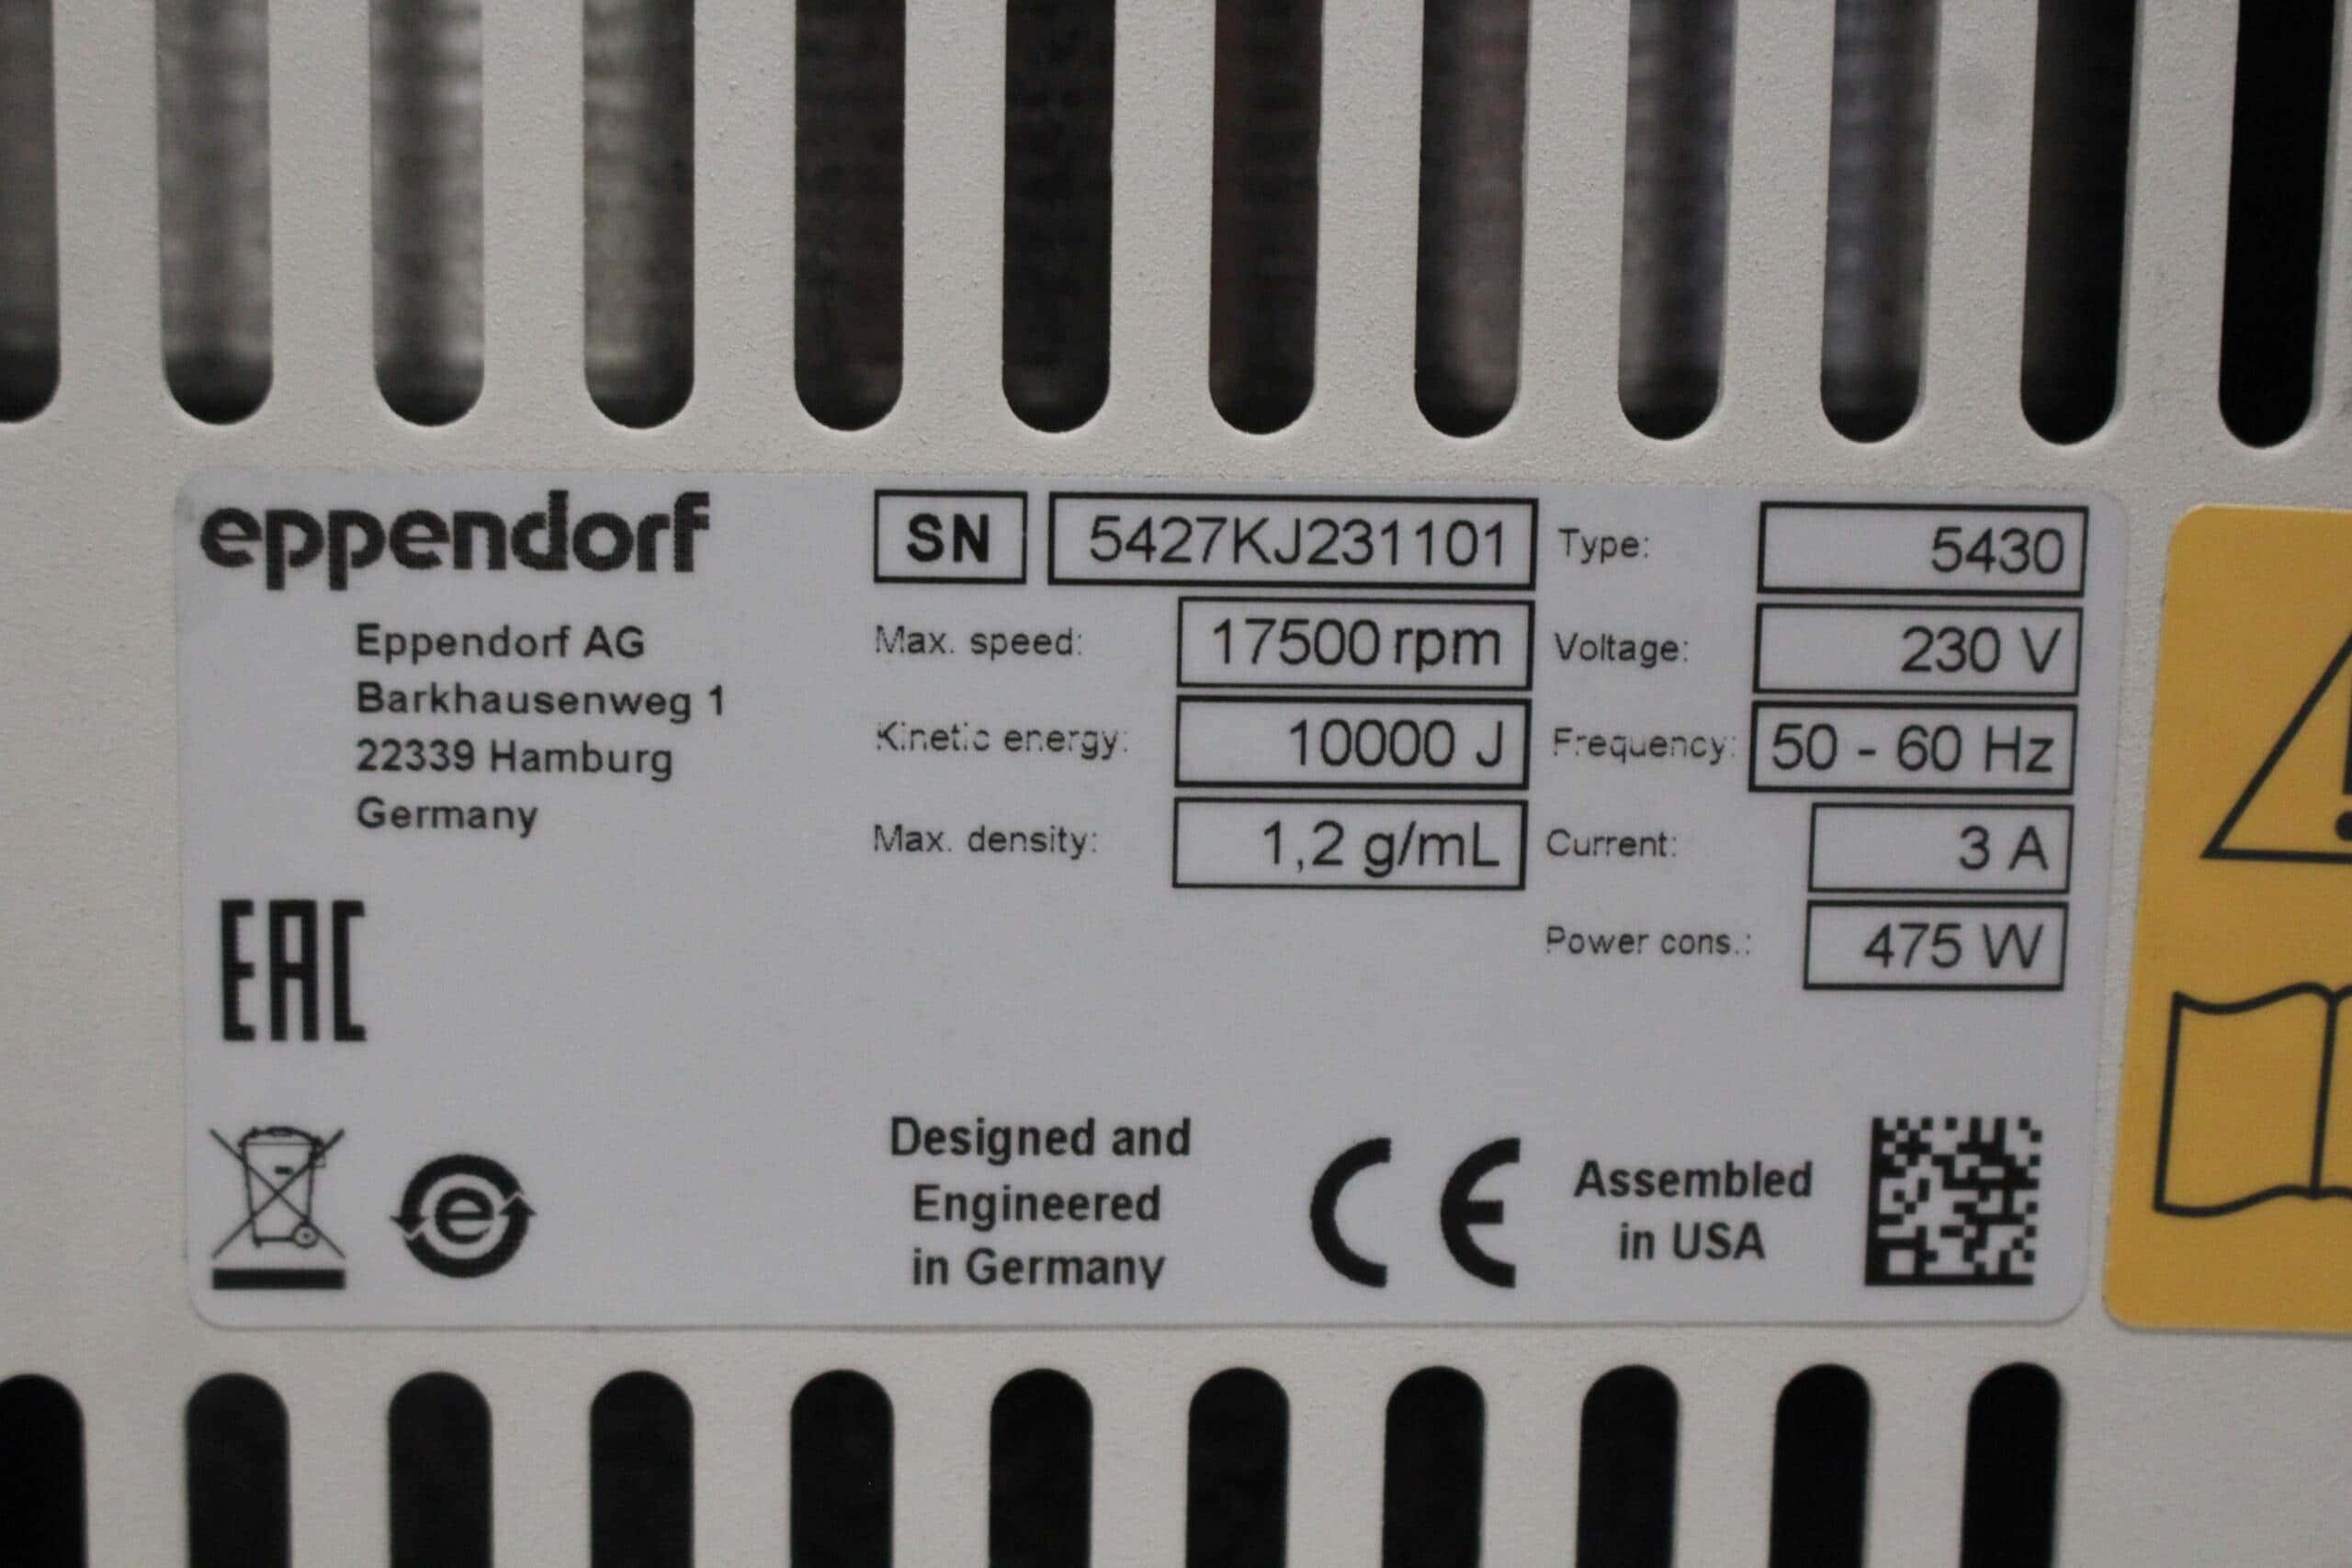 eppendorf
Eppendorf AG
Barkhausenweg 1
22339 Hamburg
Germany
SN 5427KJ231101
Max. speed: 17500 rpm
Kinetic energy: 10000 J
Max. density: 1,2 g/mL
Type: 5430
Voltage: 230 V
Frequency: 50 - 60 Hz
Current: 3 A
Power cons.: 475 W
EAC
e
Designed and
Engineered
in Germany
CE
Assembled
in USA